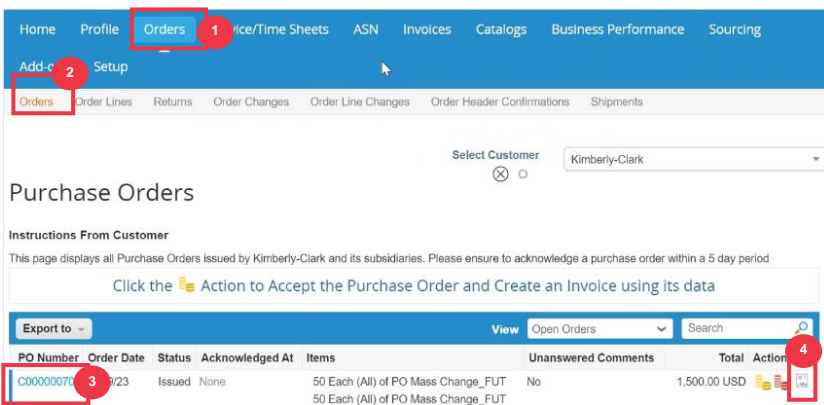 Home Profile Orders 1 ice/Time Sheets ASN Invoices Catalogs Business Performance Sourcing
Add-o 2 Setup
Orders Order Lines Returns Order Changes Order Line Changes Order Header Confirmations Shipments
Select Customer Kimberly-Clark
Purchase Orders
Instructions From Customer
This page displays all Purchase Orders issued by Kimberly-Clark and its subsidiaries. Please ensure to acknowledge a purchase order within a 5 day period
Click the Action to Accept the Purchase Order and Create an Invoice using its data
Export to View Open Orders Search
4
PO Number Order Date Status Acknowledged At Items Unanswered Comments Total Action
C00000070 3 9/23 Issued None 50 Each (All) of PO Mass Change_FUT No 1,500.00 USD
50 Each (All) of PO Mass Change_FUT